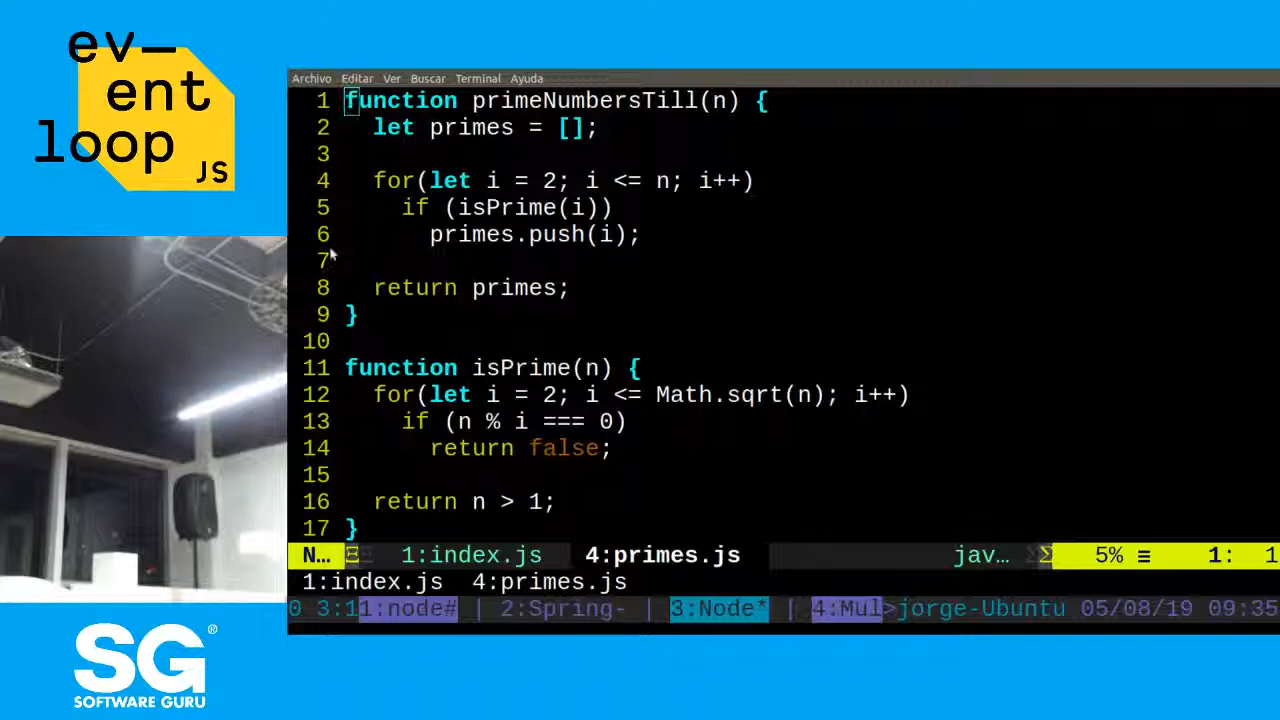 ev—
ent
loop
JS
Archivo Editar Ver Buscar Terminal Ayuda
1 function primeNumbersTill(n) {
2 let primes = [];
3
4 for(let i = 2; i <= n; i++)
5 if (isPrime(i))
6 primes.push(i);
7
8 return primes;
9 }
10
11 function isPrime(n) {
12 for(let i = 2; i <= Math.sqrt(n); i++)
13 if (n % i === 0)
14 return false;
15
16 return n > 1;
17 }
N… 1:index.js 4:primes.js jav… 5% ≡ 1: 1
1:index.js 4:primes.js
0 3:1 1:node# | 2:Spring- | 3:Node* | 4:Mul>jorge-Ubuntu 05/08/19 09:35
SG®
SOFTWARE GURU